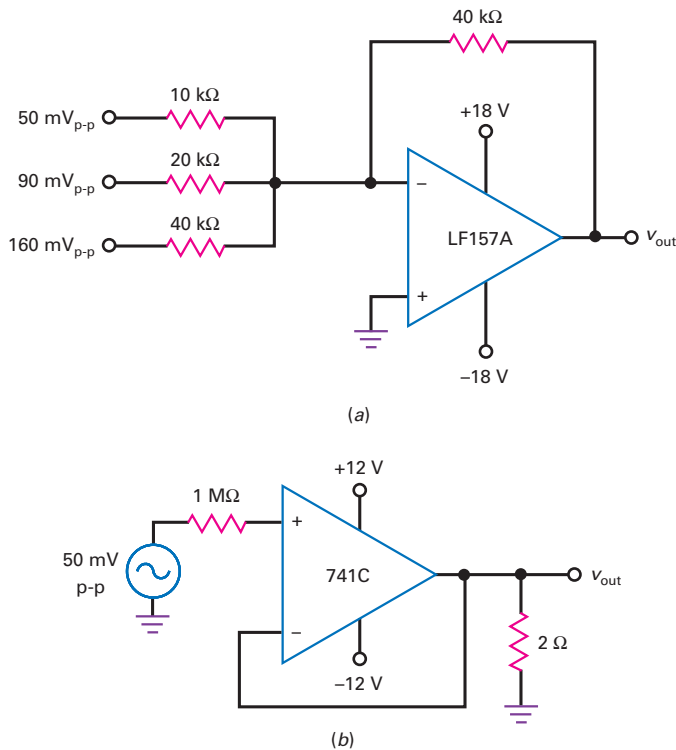 40 kΩ
10 kΩ
+18 V
50 mVp-p
20 kΩ
90 mVp-p
−
LF157A
vout
40 kΩ
160 mVp-p
+
−18 V
(a)
+12 V
1 MΩ
+
50 mV
p-p
741C
vout
−
2 Ω
−12 V
(b)